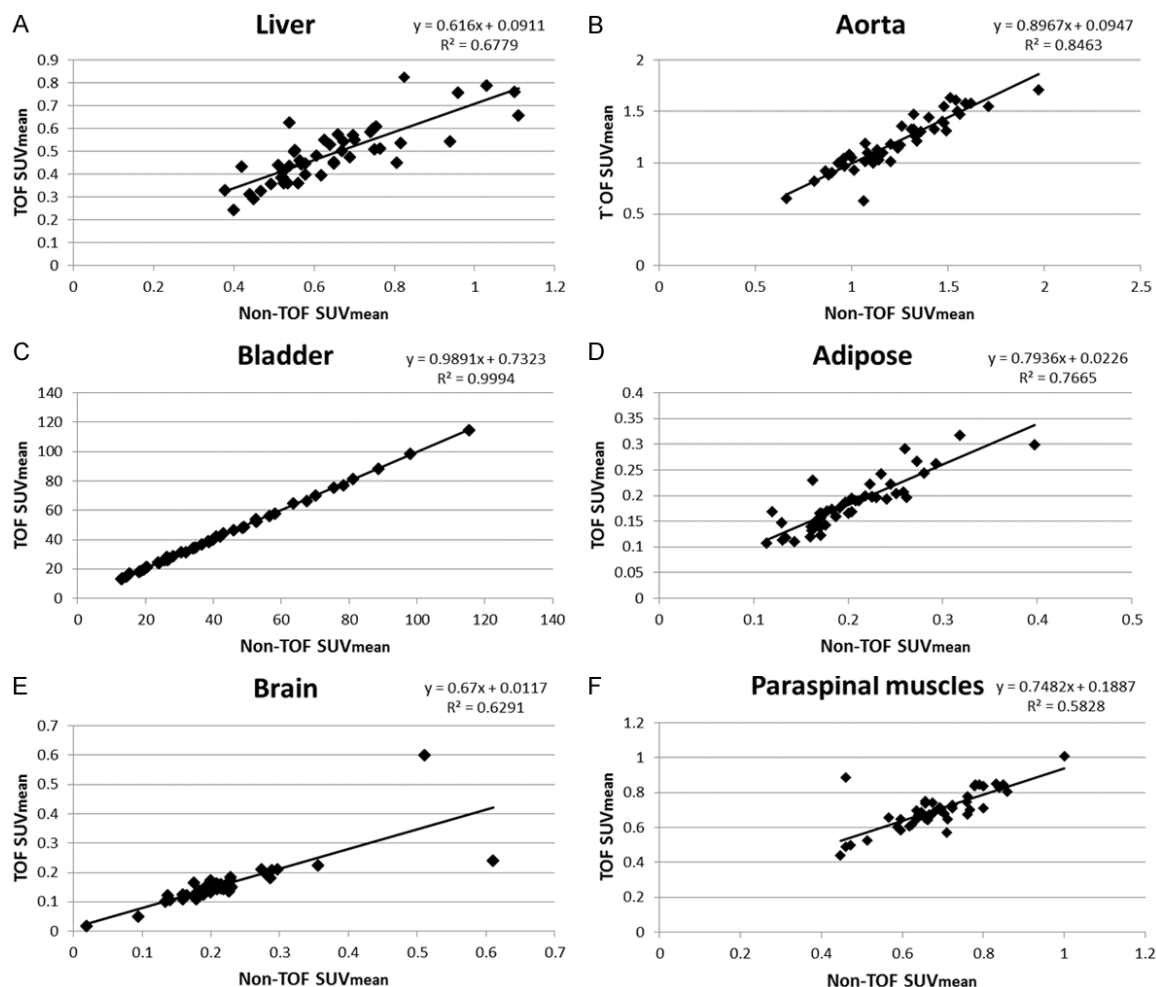 A
Liver
y = 0.616x + 0.0911
R² = 0.6779
TOF SUVmean
0.9
0.8
0.7
0.6
0.5
0.4
0.3
0.2
0.1
0
0 0.2 0.4 0.6 0.8 1 1.2
Non-TOF SUVmean
B
Aorta
y = 0.8967x + 0.0947
R² = 0.8463
T`OF SUVmean
2
1.5
1
0.5
0
0 0.5 1 1.5 2 2.5
Non-TOF SUVmean
C
Bladder
y = 0.9891x + 0.7323
R² = 0.9994
TOF SUVmean
140
120
100
80
60
40
20
0
0 20 40 60 80 100 120 140
Non-TOF SUVmean
D
Adipose
y = 0.7936x + 0.0226
R² = 0.7665
TOF SUVmean
0.4
0.35
0.3
0.25
0.2
0.15
0.1
0.05
0
0 0.1 0.2 0.3 0.4 0.5
Non-TOF SUVmean
E
Brain
y = 0.67x + 0.0117
R² = 0.6291
TOF SUVmean
0.7
0.6
0.5
0.4
0.3
0.2
0.1
0
0 0.1 0.2 0.3 0.4 0.5 0.6 0.7
Non-TOF SUVmean
F
Paraspinal muscles
y = 0.7482x + 0.1887
R² = 0.5828
TOF SUVmean
1.2
1
0.8
0.6
0.4
0.2
0
0 0.2 0.4 0.6 0.8 1 1.2
Non-TOF SUVmean